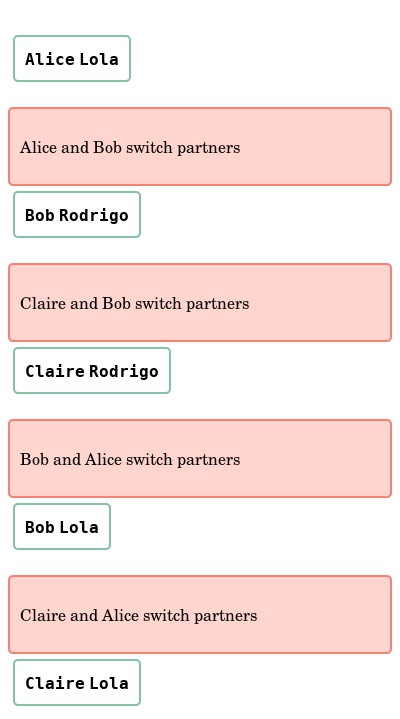 Alice Lola
Alice and Bob switch partners
Bob Rodrigo
Claire and Bob switch partners
Claire Rodrigo
Bob and Alice switch partners
Bob Lola
Claire and Alice switch partners
Claire Lola